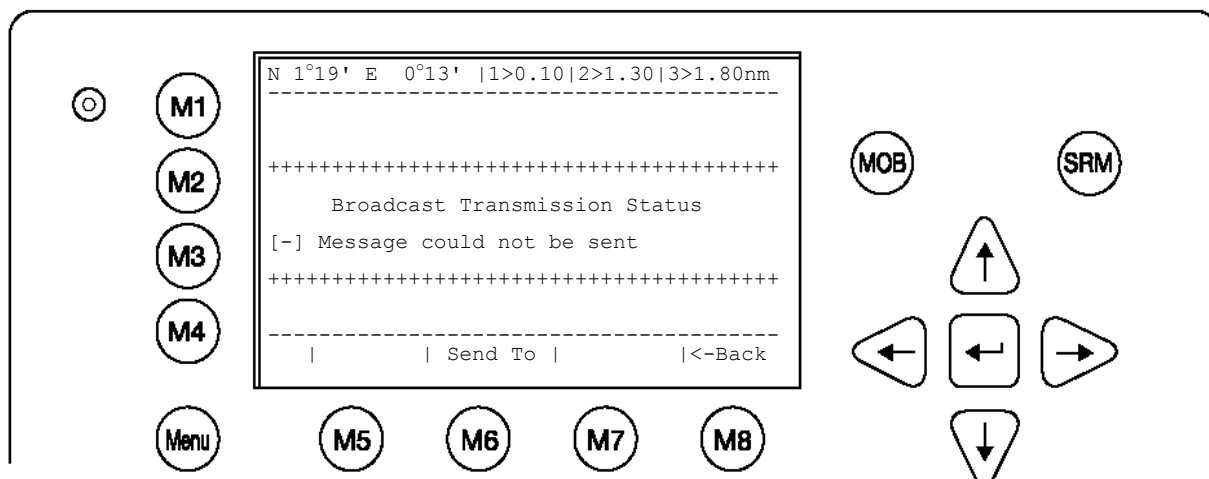 N 1°19' E  0°13' |1>0.10|2>1.30|3>1.80nm
----------------------------------------
++++++++++++++++++++++++++++++++++++++++
Broadcast Transmission Status
[-] Message could not be sent
++++++++++++++++++++++++++++++++++++++++
----------------------------------------
|        | Send To |         |<-Back
M1
M2
M3
M4
Menu
M5
M6
M7
M8
MOB
SRM